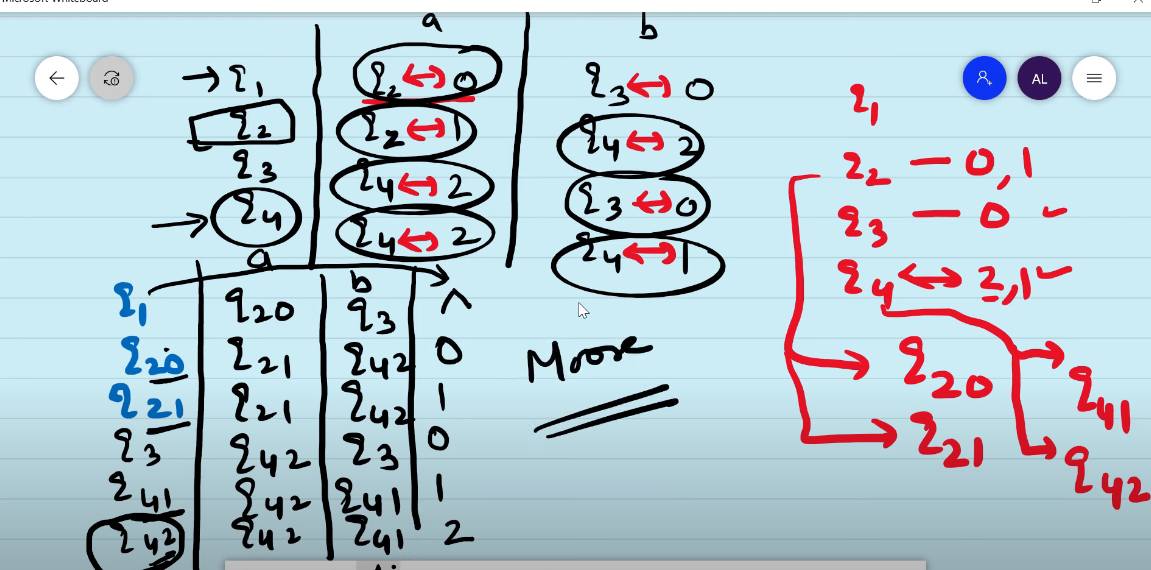 Microsoft Whiteboard
a b
→ q1 q2 ↔ 0 q3 ↔ 0
q2 q2 ↔ 1 q4 ↔ 2
q3 q4 ↔ 2 q3 ↔ 0
→ q4 q4 ↔ 2 q4 ↔ 1
a b
q1 q20 q3 ^
q20 q21 q42 0
q21 q21 q42 1
q3 q42 q3 0
q41 q42 q41 1
q42 q42 q41 2
Moore
AL
q1
q2 — 0,1
q3 — 0 ✓
q4 ↔ 2,1 ✓
q20
q21
q41
q42